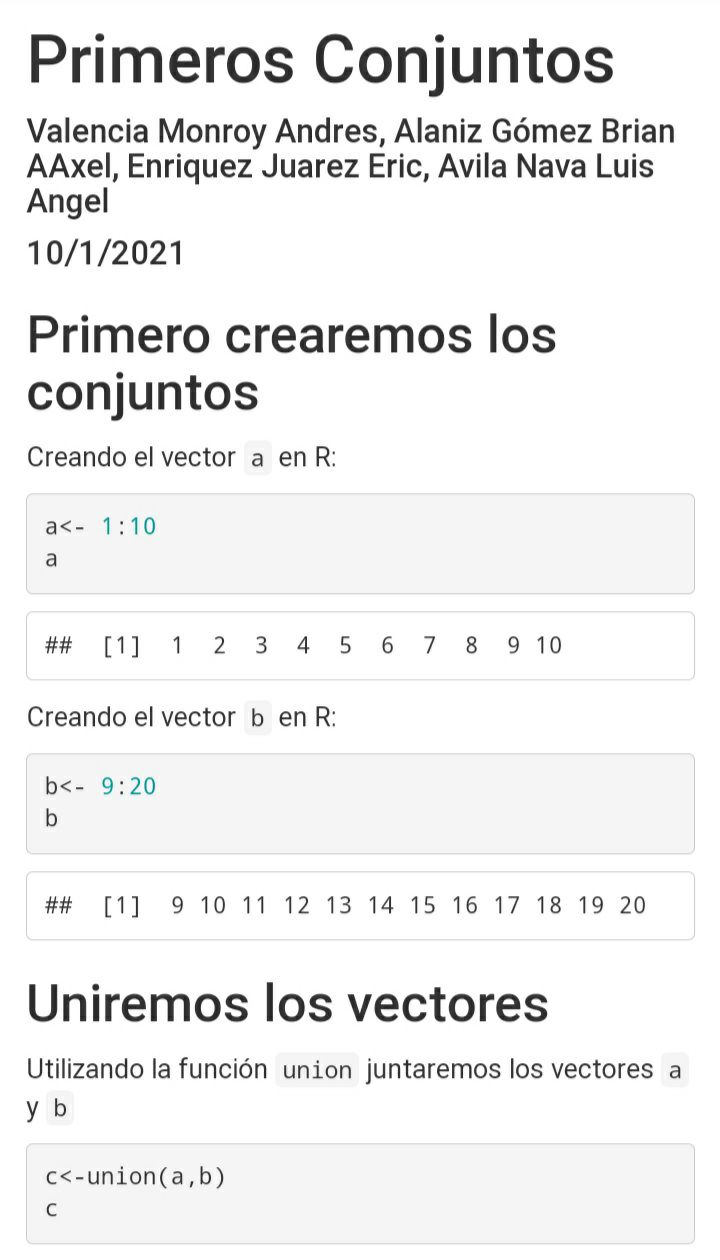 Primeros Conjuntos
Valencia Monroy Andres, Alaniz Gómez Brian
AAxel, Enriquez Juarez Eric, Avila Nava Luis
Angel
10/1/2021
Primero crearemos los
conjuntos
Creando el vector a en R:
a<- 1:10
a
##  [1]  1  2  3  4  5  6  7  8  9 10
Creando el vector b en R:
b<- 9:20
b
##  [1]  9 10 11 12 13 14 15 16 17 18 19 20
Uniremos los vectores
Utilizando la función union juntaremos los vectores a
y b
c<-union(a,b)
c